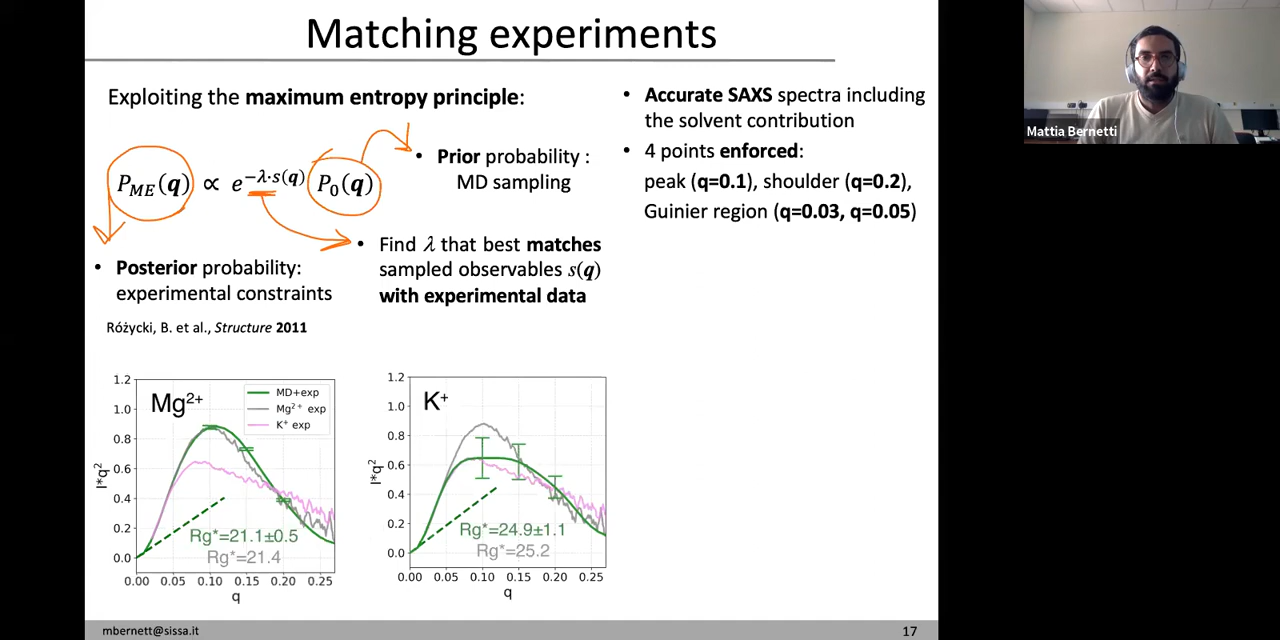 Matching experiments
Exploiting the maximum entropy principle:
P_ME(q) ∝ e^−λ·s(q) P_0(q)
• Prior probability :
MD sampling
• Find λ that best matches
sampled observables s(q)
with experimental data
• Posterior probability:
experimental constraints
Różycki, B. et al., Structure 2011
• Accurate SAXS spectra including
the solvent contribution
• 4 points enforced:
peak (q=0.1), shoulder (q=0.2),
Guinier region (q=0.03, q=0.05)
Mattia Bernetti
Mg2+
MD+exp
Mg2+ exp
K+ exp
I*q2
1.2
1.0
0.8
0.6
0.4
0.2
0.0
Rg*=21.1±0.5
Rg*=21.4
0.00 0.05 0.10 0.15 0.20 0.25
q
K+
I*q2
1.2
1.0
0.8
0.6
0.4
0.2
0.0
Rg*=24.9±1.1
Rg*=25.2
0.00 0.05 0.10 0.15 0.20 0.25
q
mbernett@sissa.it
17